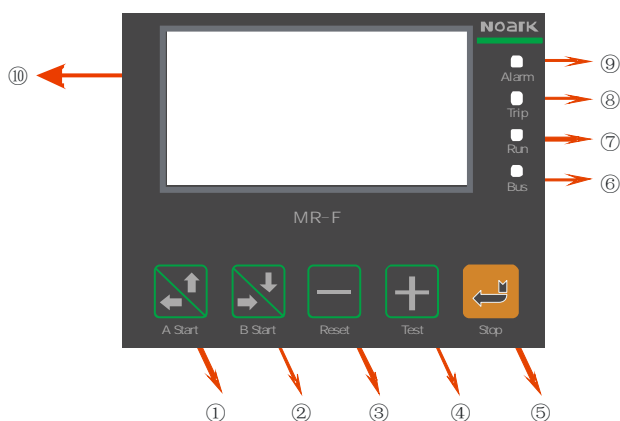 NOARK
⑨
Alarm
⑩
⑧
Trip
⑦
Run
⑥
Bus
MR-F
A Start
B Start
Reset
Test
Stop
①
②
③
④
⑤